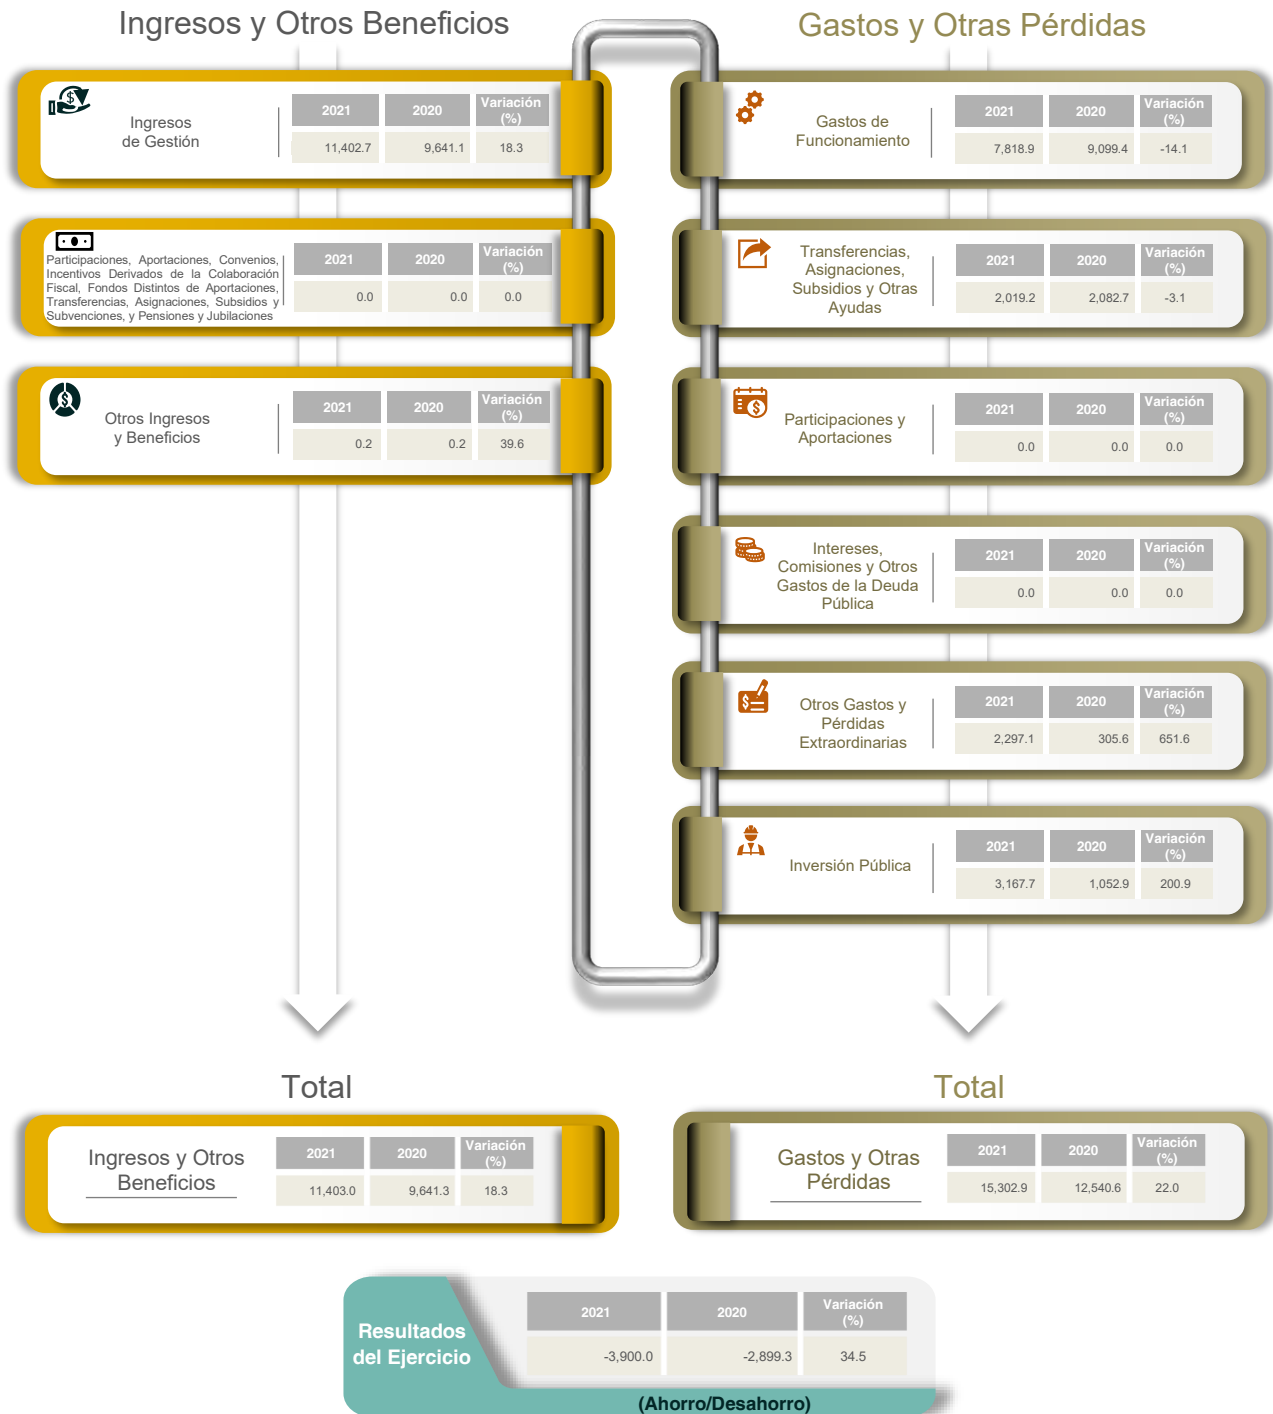 Ingresos y Otros Beneficios
Ingresos
de Gestión
2021 2020 Variación (%)
11,402.7 9,641.1 18.3
Participaciones, Aportaciones, Convenios,
Incentivos Derivados de la Colaboración
Fiscal, Fondos Distintos de Aportaciones,
Transferencias, Asignaciones, Subsidios y
Subvenciones, y Pensiones y Jubilaciones
2021 2020 Variación (%)
0.0 0.0 0.0
Otros Ingresos
y Beneficios
2021 2020 Variación (%)
0.2 0.2 39.6
Gastos y Otras Pérdidas
Gastos de
Funcionamiento
2021 2020 Variación (%)
7,818.9 9,099.4 -14.1
Transferencias,
Asignaciones,
Subsidios y Otras
Ayudas
2021 2020 Variación (%)
2,019.2 2,082.7 -3.1
Participaciones y
Aportaciones
2021 2020 Variación (%)
0.0 0.0 0.0
Intereses,
Comisiones y Otros
Gastos de la Deuda
Pública
2021 2020 Variación (%)
0.0 0.0 0.0
Otros Gastos y
Pérdidas
Extraordinarias
2021 2020 Variación (%)
2,297.1 305.6 651.6
Inversión Pública
2021 2020 Variación (%)
3,167.7 1,052.9 200.9
Total
Ingresos y Otros
Beneficios
2021 2020 Variación (%)
11,403.0 9,641.3 18.3
Total
Gastos y Otras
Pérdidas
2021 2020 Variación (%)
15,302.9 12,540.6 22.0
Resultados
del Ejercicio
2021 2020 Variación (%)
-3,900.0 -2,899.3 34.5
(Ahorro/Desahorro)